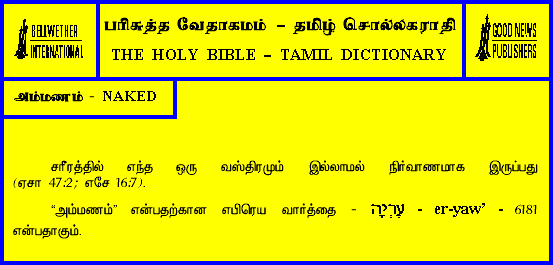 BELLWETHER
INTERNATIONAL
பரிசுத்த வேதாகமம் – தமிழ் சொல்லகராதி
THE HOLY BIBLE – TAMIL DICTIONARY
GOOD NEWS
PUBLISHERS
அம்மணம் - NAKED
சரீரத்தில் எந்த ஒரு வஸ்திரமும் இல்லாமல் நிர்வாணமாக இருப்பது
(ஏசா 47:2; எசே 16:7).
“அம்மணம்” என்பதற்கான எபிரெய வார்த்தை - עֶרְיָה - er-yaw’ - 6181
என்பதாகும்.